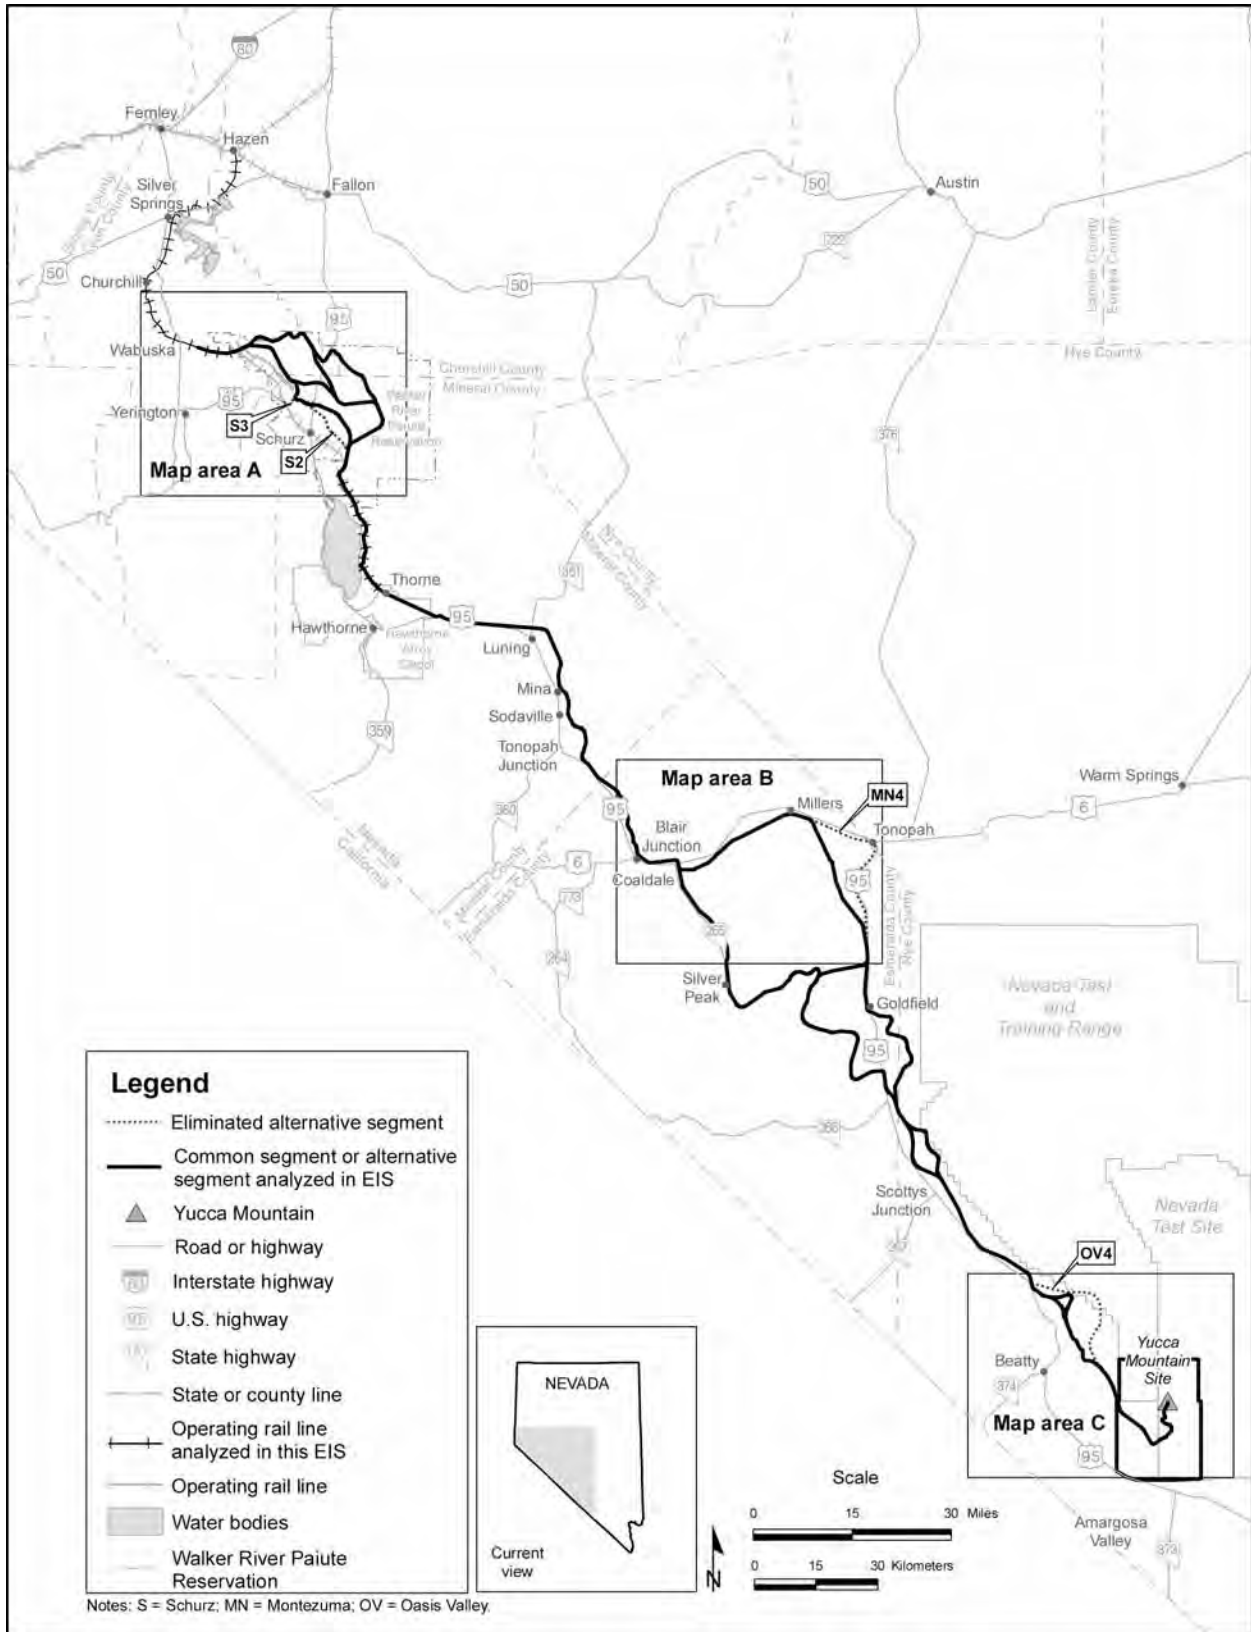 80
Fernley
Hazen
Silver
Springs
Fallon
50
Austin
50
722
Churchill
50
Lyon County
Lander County
Eureka County
95
Nye County
Wabuska
Churchill County
Mineral County
Walker
River
Paiute
Reservation
95
Yerington
S3
Schurz
S2
376
Map area A
Nye County
Mineral County
361
Thorne
95
Hawthorne
Hawthorne
Army
Depot
Luning
Mina
Sodaville
359
Tonopah
Junction
Map area B
Warm Springs
MN4
Millers
360
95
6
Nevada
California
Blair
Junction
Tonopah
6
Coaldale
95
Mineral County
Esmeralda County
773
Esmeralda County
Nye County
265
264
Silver
Peak
Goldfield
Nevada Test
and
Training Range
95
266
Scottys
Junction
Nevada
Test Site
267
OV4
Yucca
Mountain
Site
Beatty
374
Map area C
95
Amargosa
Valley
373
Legend
Eliminated alternative segment
Common segment or alternative
segment analyzed in EIS
Yucca Mountain
Road or highway
80
Interstate highway
95
U.S. highway
State highway
State or county line
Operating rail line
analyzed in this EIS
Operating rail line
Water bodies
Walker River Paiute
Reservation
NEVADA
Current
view
N
Scale
0 15 30 Miles
0 15 30 Kilometers
Notes: S = Schurz; MN = Montezuma; OV = Oasis Valley.